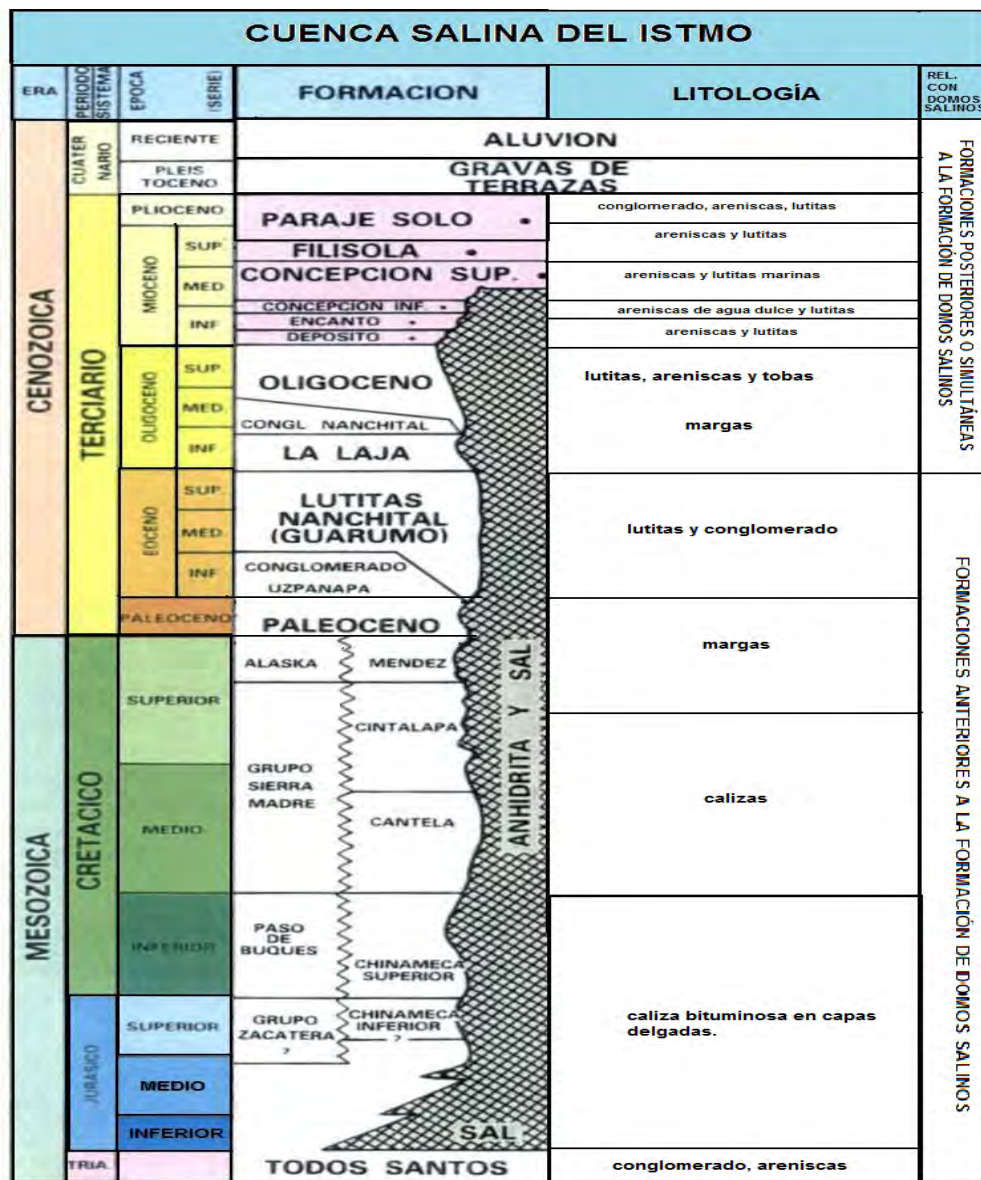 CUENCA SALINA DEL ISTMO
ERA
PERIODO
SISTEMA
EPOCA
(SERIE)
FORMACION
LITOLOGÍA
REL.
CON
DOMOS
SALINOS
CENOZOICA
MESOZOICA
CUATER
NARIO
TERCIARIO
CRETACICO
JURASICO
TRIA.
RECIENTE
PLEIS
TOCENO
PLIOCENO
MIOCENO
SUP.
MED
INF
OLIGOCENO
SUP.
MED.
INF
EOCENO
SUP.
MED.
INF
PALEOCENO
SUPERIOR
MEDIO
INFERIOR
SUPERIOR
MEDIO
INFERIOR
ALUVION
GRAVAS DE
TERRAZAS
PARAJE SOLO
FILISOLA
CONCEPCION SUP.
CONCEPCION INF.
ENCANTO
DEPOSITO
OLIGOCENO
CONGL NANCHITAL
LA LAJA
LUTITAS
NANCHITAL
(GUARUMO)
CONGLOMERADO
UZPANAPA
PALEOCENO
ALASKA
MENDEZ
CINTALAPA
GRUPO
SIERRA
MADRE
CANTELA
PASO
DE
BUQUES
CHINAMECA
SUPERIOR
GRUPO
ZACATERA
?
CHINAMECA
INFERIOR
?
ANHIDRITA Y SAL
SAL
TODOS SANTOS
conglomerado, areniscas, lutitas
areniscas y lutitas
areniscas y lutitas marinas
areniscas de agua dulce y lutitas
areniscas y lutitas
lutitas, areniscas y tobas
margas
lutitas y conglomerado
margas
calizas
caliza bituminosa en capas
delgadas.
conglomerado, areniscas
FORMACIONES POSTERIORES O SIMULTÁNEAS
A LA FORMACIÓN DE DOMOS SALINOS
FORMACIONES ANTERIORES A LA FORMACIÓN DE DOMOS SALINOS